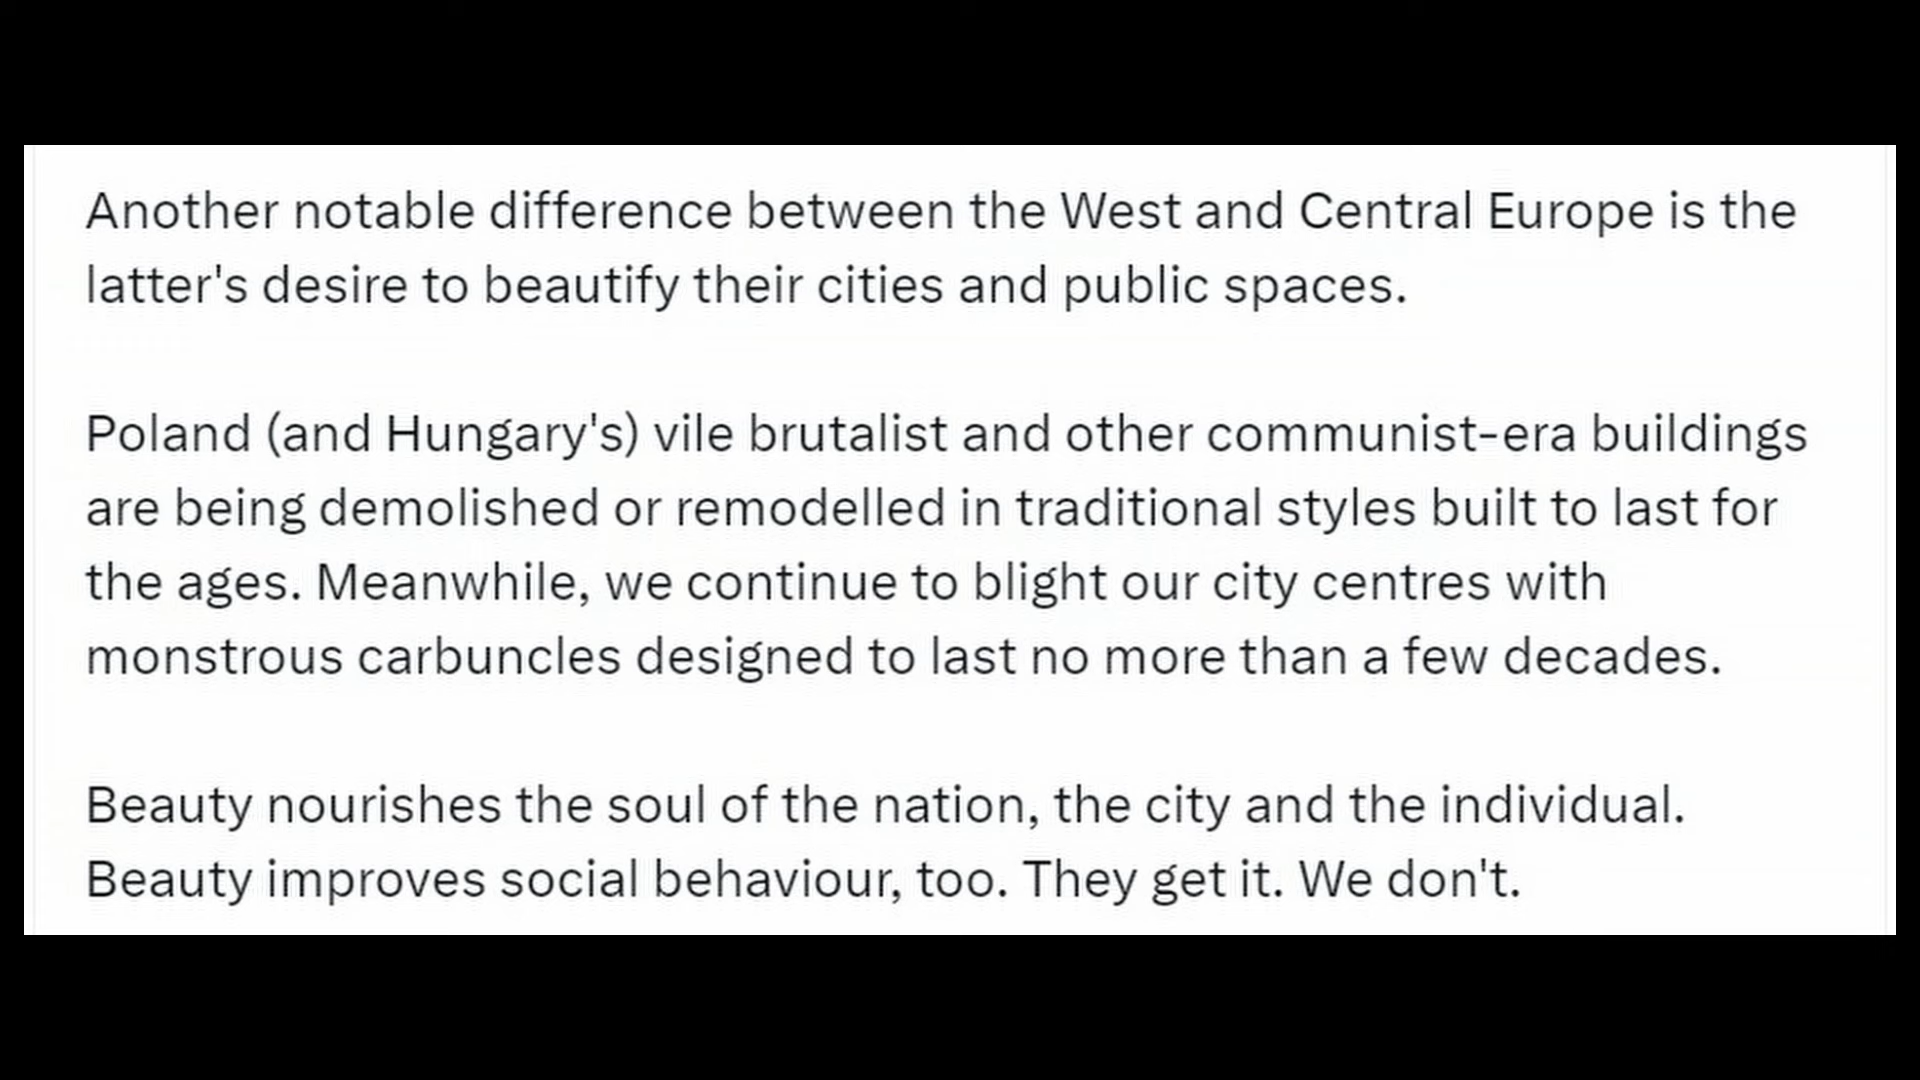 Another notable difference between the West and Central Europe is the
latter's desire to beautify their cities and public spaces.
Poland (and Hungary's) vile brutalist and other communist-era buildings
are being demolished or remodelled in traditional styles built to last for
the ages. Meanwhile, we continue to blight our city centres with
monstrous carbuncles designed to last no more than a few decades.
Beauty nourishes the soul of the nation, the city and the individual.
Beauty improves social behaviour, too. They get it. We don't.